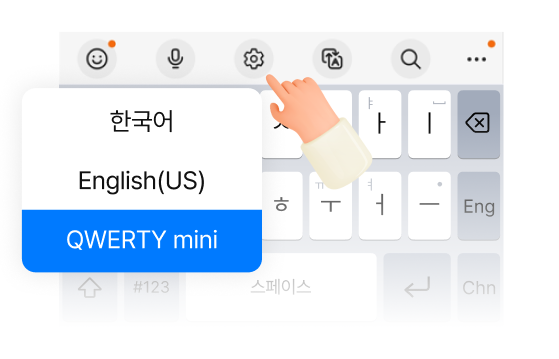 한국어
English(US)
QWERTY mini
ㅑ
ㅏ
ㅣ
ㅎ
ㅠ
ㅜ
ㅕ
ㅓ
ㅡ
Eng
#123
스페이스
Chn